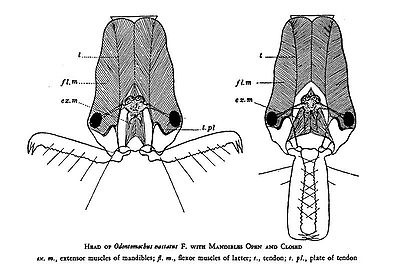 t
fl.m
ex.m
t.pl
t
fl.m
ex.m
HEAD OF Odontomachus hastatus F. WITH MANDIBLES OPEN AND CLOSED
ex. m., extensor muscles of mandibles; fl. m., flexor muscles of latter; t., tendon; t. pl., plate of tendon